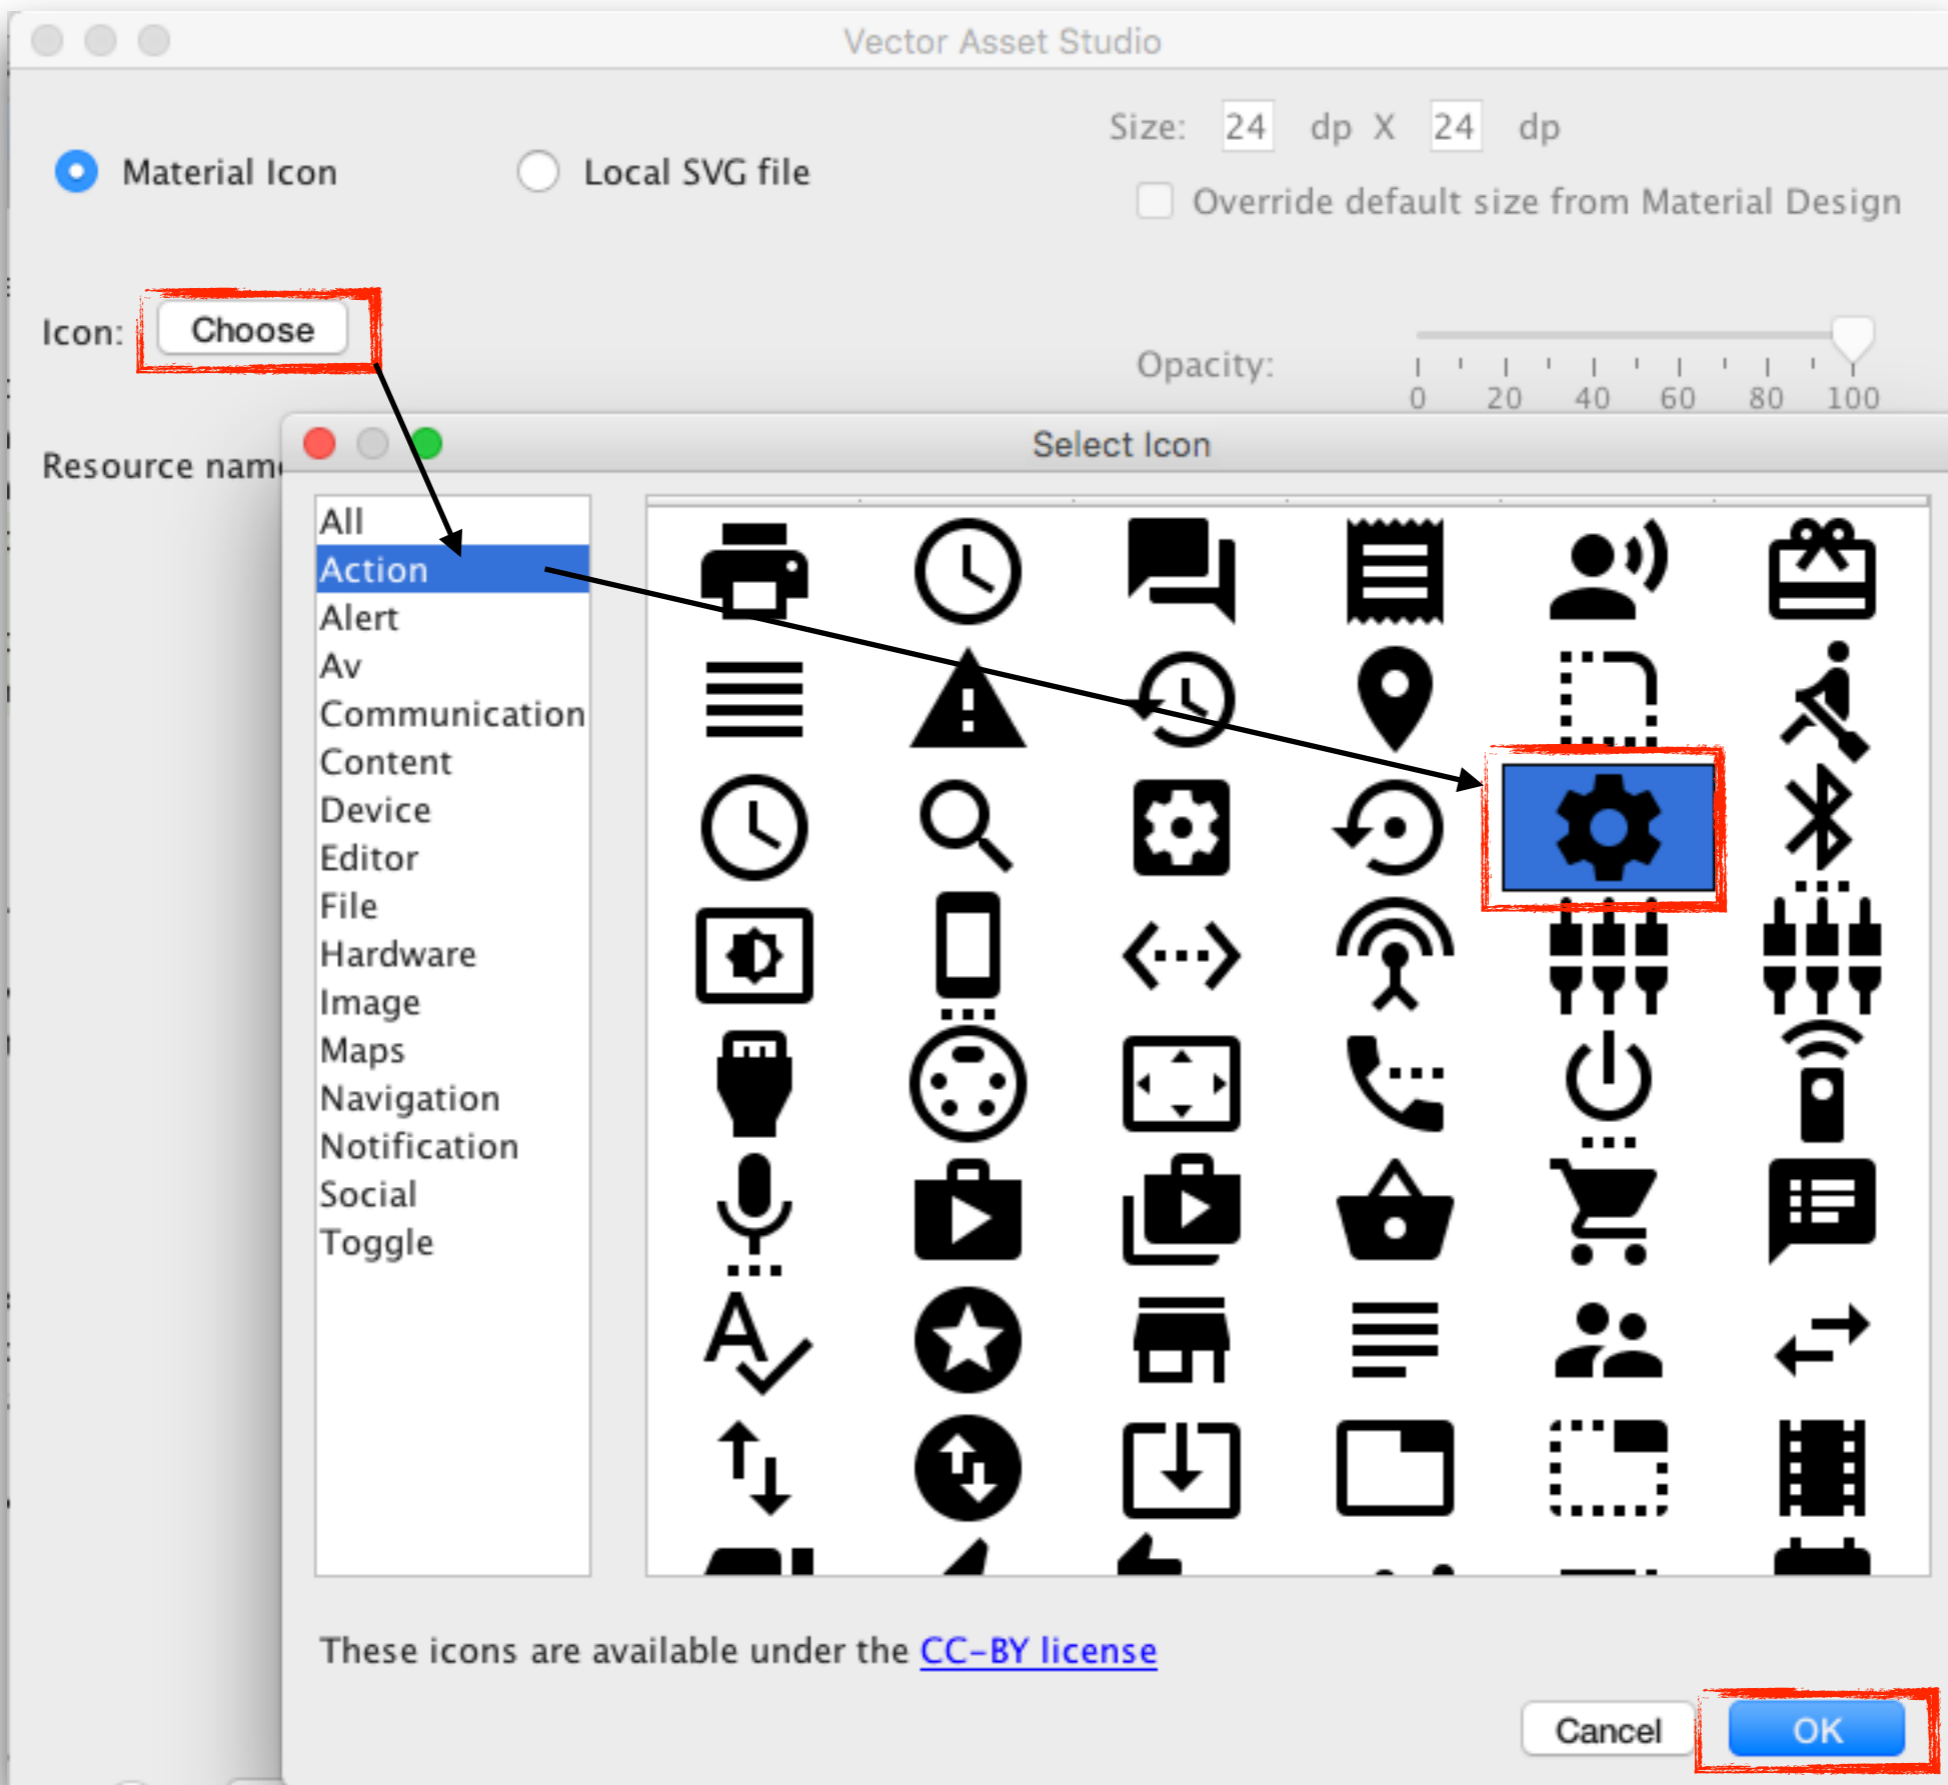 Vector Asset Studio
Size: 24 dp X 24 dp
Material Icon Local SVG file
Override default size from Material Design
Icon: Choose
Opacity:
0 20 40 60 80 100
Select Icon
Resource
All
Action
Alert
Av
Communication
Content
Device
Editor
File
Hardware
Image
Maps
Navigation
Notification
Social
Toggle
These icons are available under the CC-BY license
Cancel OK